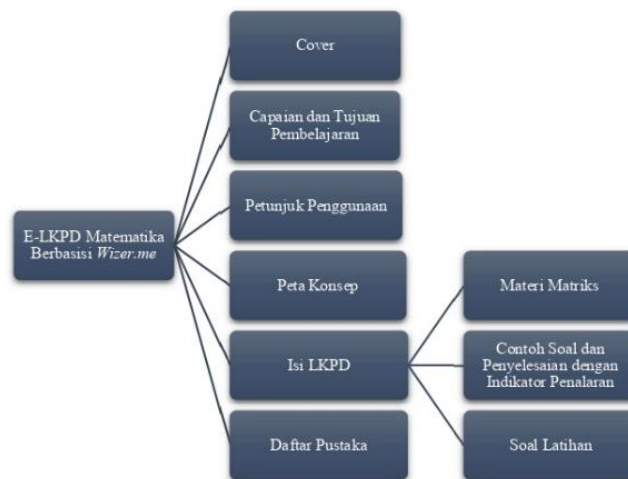 Cover
Capaian dan Tujuan
Pembelajaran
Petunjuk Penggunaan
E-LKPD Matematika
Berbasisi Wizer.me
Peta Konsep
Isi LKPD
Daftar Pustaka
Materi Matriks
Contoh Soal dan
Penyelesaian dengan
Indikator Penalaran
Soal Latihan